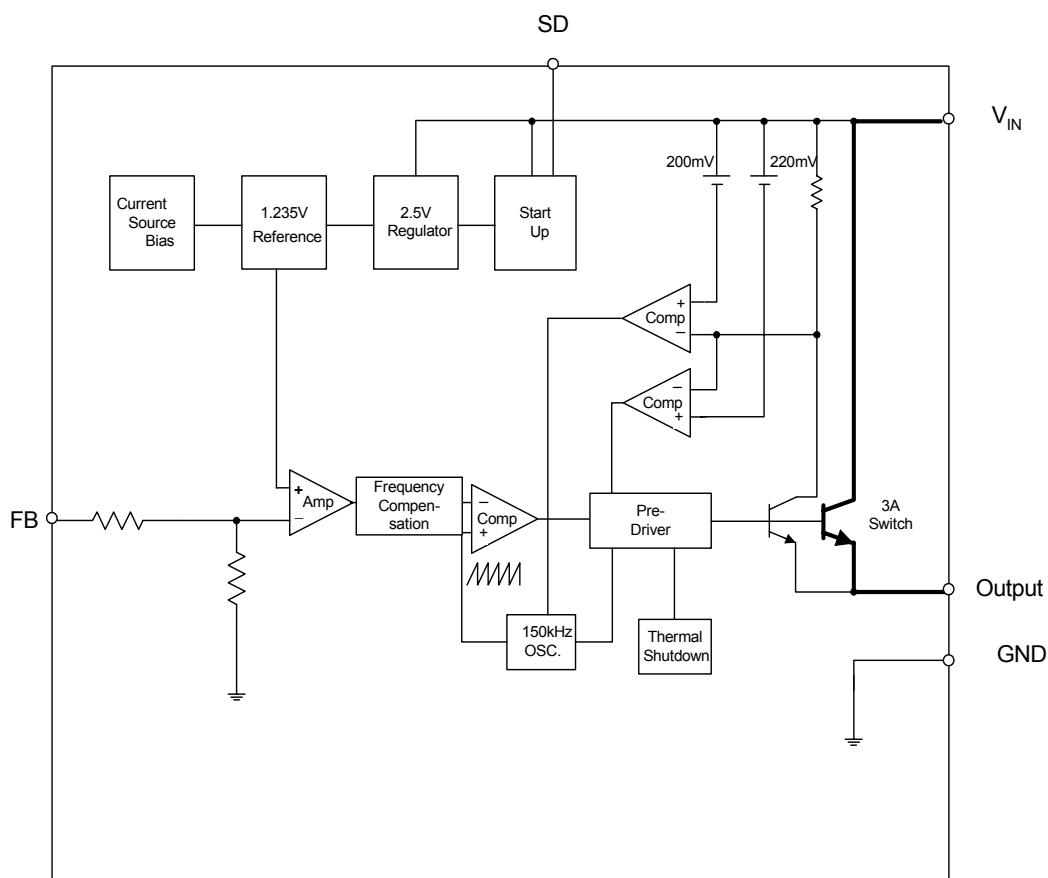 SD
V_IN
200mV
220mV
Current
Source
Bias
1.235V
Reference
2.5V
Regulator
Start
Up
+
Comp
−
−
Comp
+
+
Amp
−
Frequency
Compen-
sation
−
Comp
+
Pre-
Driver
3A
Switch
FB
Output
150kHz
OSC.
Thermal
Shutdown
GND